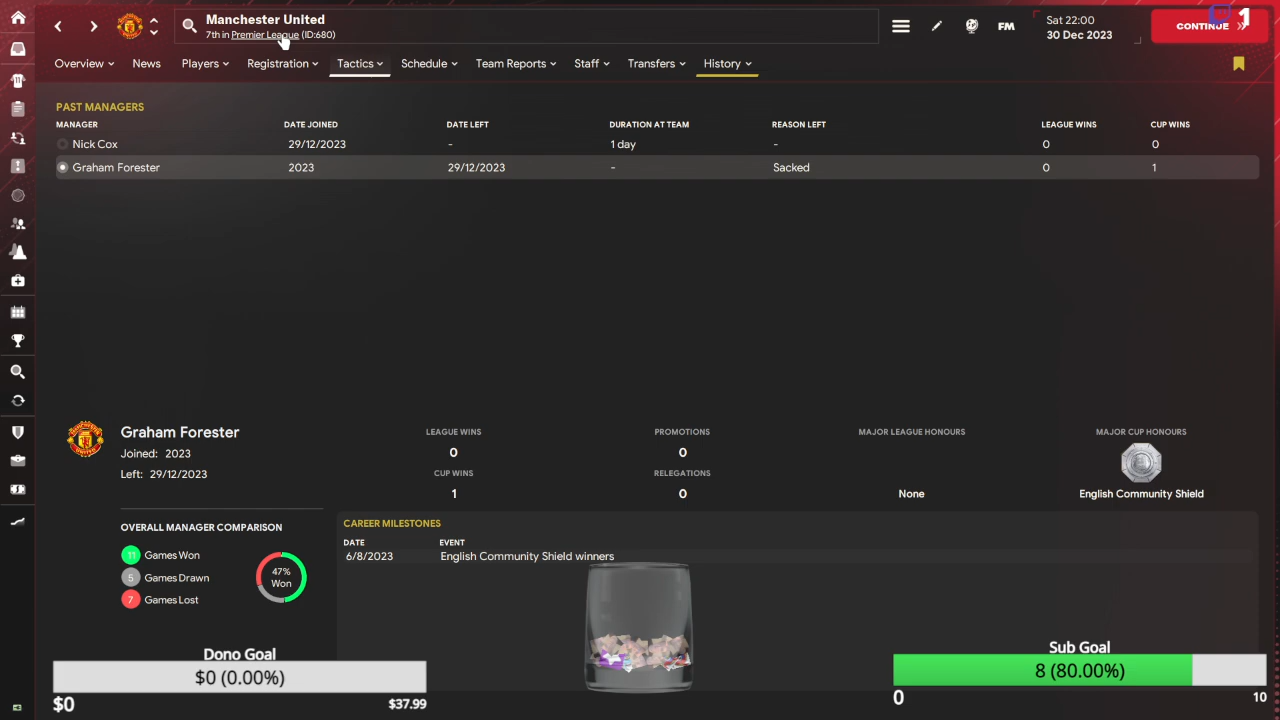 Manchester United
7th in Premier League (ID:680)
FM
Sat 22:00
30 Dec 2023
CONTINUE
1
Overview
News
Players
Registration
Tactics
Schedule
Team Reports
Staff
Transfers
History
PAST MANAGERS
MANAGER DATE JOINED DATE LEFT DURATION AT TEAM REASON LEFT LEAGUE WINS CUP WINS
Nick Cox 29/12/2023 - 1 day - 0 0
Graham Forester 2023 29/12/2023 - Sacked 0 1
Graham Forester
Joined: 2023
Left: 29/12/2023
LEAGUE WINS
0
CUP WINS
1
PROMOTIONS
0
RELEGATIONS
0
MAJOR LEAGUE HONOURS
None
MAJOR CUP HONOURS
English Community Shield
OVERALL MANAGER COMPARISON
11 Games Won
5 Games Drawn
7 Games Lost
47%
Won
CAREER MILESTONES
DATE EVENT
6/8/2023 English Community Shield winners
Dono Goal
$0 (0.00%)
$0 $37.99
Sub Goal
8 (80.00%)
0 10